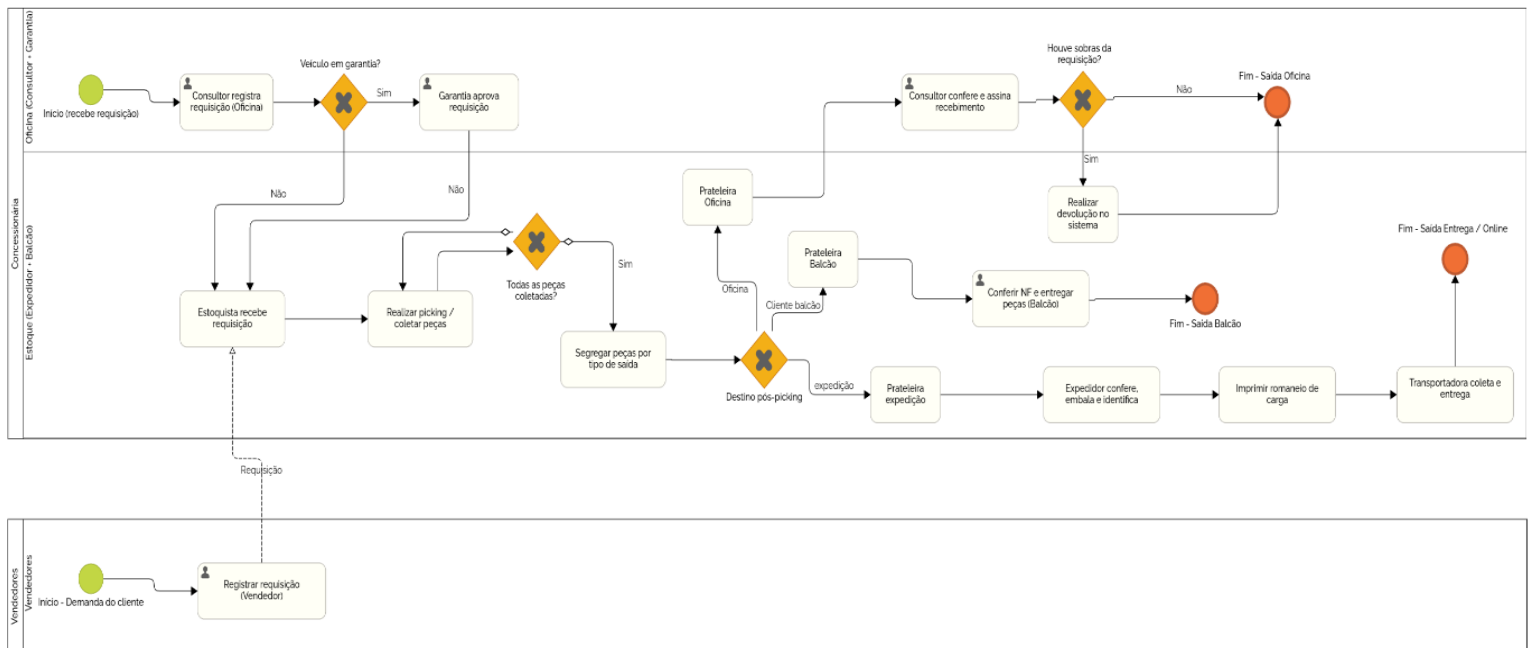 Concessionária
Oficina (Consultor + Garantia)
Início (recebe requisição)
Consultor registra
requisição (Oficina)
Veículo em garantia?
Sim
Garantia aprova
requisição
Consultor confere e assina
recebimento
Houve sobras da
requisição?
Não
Fim - Saída Oficina
Estoque (Expedidor + Balcão)
Não
Não
Sim
Estoquista recebe
requisição
Realizar picking /
coletar peças
Todas as peças
coletadas?
Sim
Segregar peças por
tipo de saída
Destino pós-picking
Oficina
Prateleira
Oficina
Cliente balcão
Prateleira
Balcão
Realizar
devolução no
sistema
Conferir NF e entregar
peças (Balcão)
Fim - Saída Balcão
expedição
Prateleira
expedição
Expedidor confere,
embala e identifica
Imprimir romaneio de
carga
Transportadora coleta e
entrega
Fim - Saída Entrega / Online
Requisição
Vendedores
Vendedores
Início - Demanda do cliente
Registrar requisição
(Vendedor)